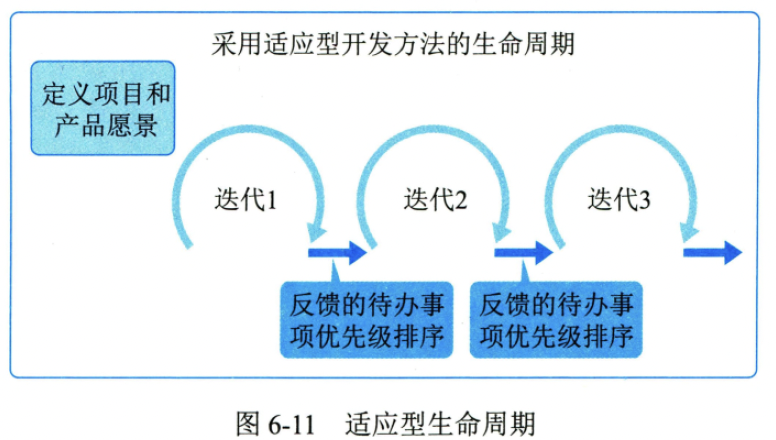 采用适应型开发方法的生命周期
定义项目和
产品愿景
迭代1
迭代2
迭代3
反馈的待办事
项优先级排序
反馈的待办事
项优先级排序
图 6-11 适应型生命周期